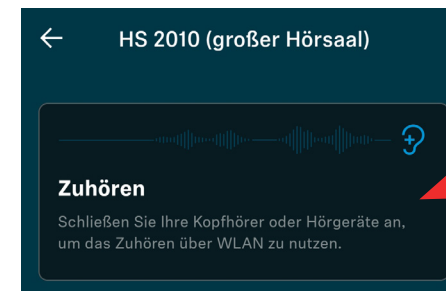 HS 2010 (großer Hörsaal)
Zuhören
Schließen Sie Ihre Kopfhörer oder Hörgeräte an,
um das Zuhören über WLAN zu nutzen.